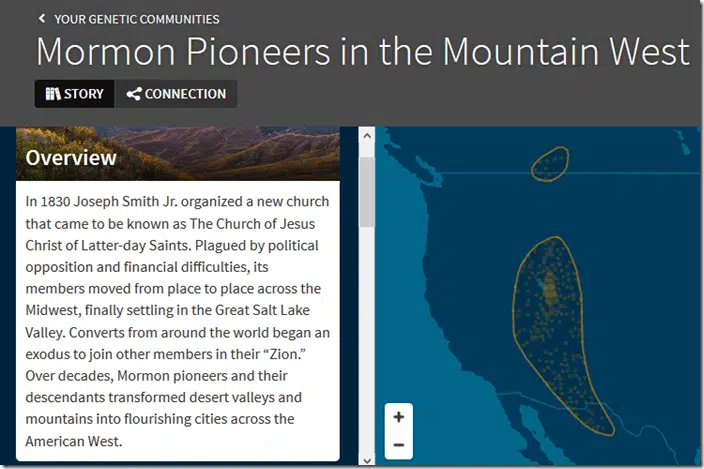 YOUR GENETIC COMMUNITIES
Mormon Pioneers in the Mountain West
STORY
CONNECTION
Overview
In 1830 Joseph Smith Jr. organized a new church
that came to be known as The Church of Jesus
Christ of Latter-day Saints. Plagued by political
opposition and financial difficulties, its
members moved from place to place across the
Midwest, finally settling in the Great Salt Lake
Valley. Converts from around the world began an
exodus to join other members in their “Zion.”
Over decades, Mormon pioneers and their
descendants transformed desert valleys and
mountains into flourishing cities across the
American West.
+
−